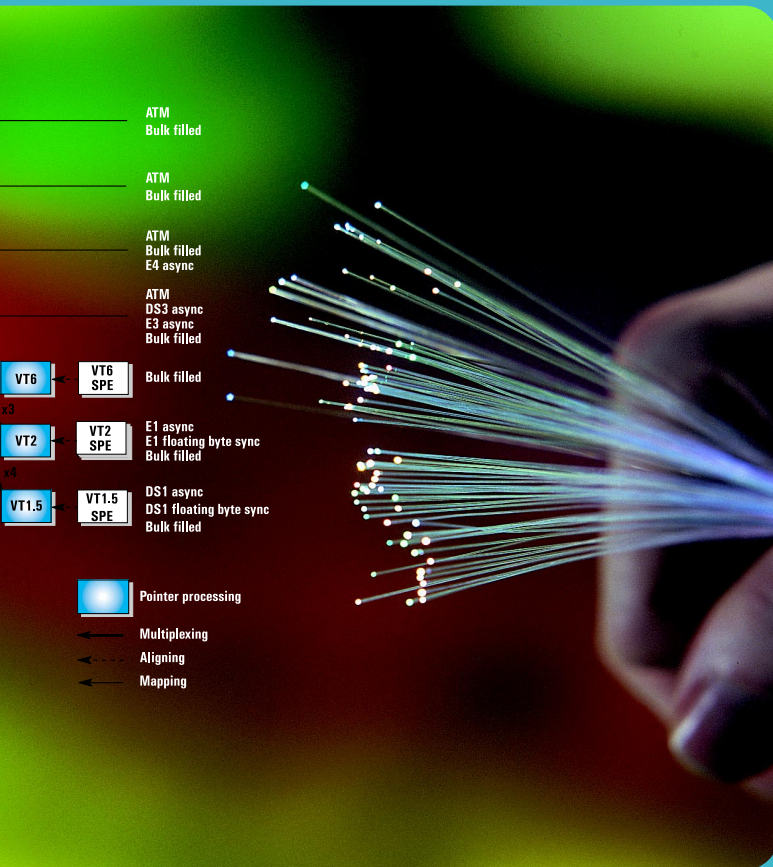 ATM
Bulk filled
ATM
Bulk filled
ATM
Bulk filled
E4 async
ATM
DS3 async
E3 async
Bulk filled
VT6
VT6
SPE
Bulk filled
x3
VT2
VT2
SPE
E1 async
E1 floating byte sync
Bulk filled
x4
VT1.5
VT1.5
SPE
DS1 async
DS1 floating byte sync
Bulk filled
Pointer processing
Multiplexing
Aligning
Mapping